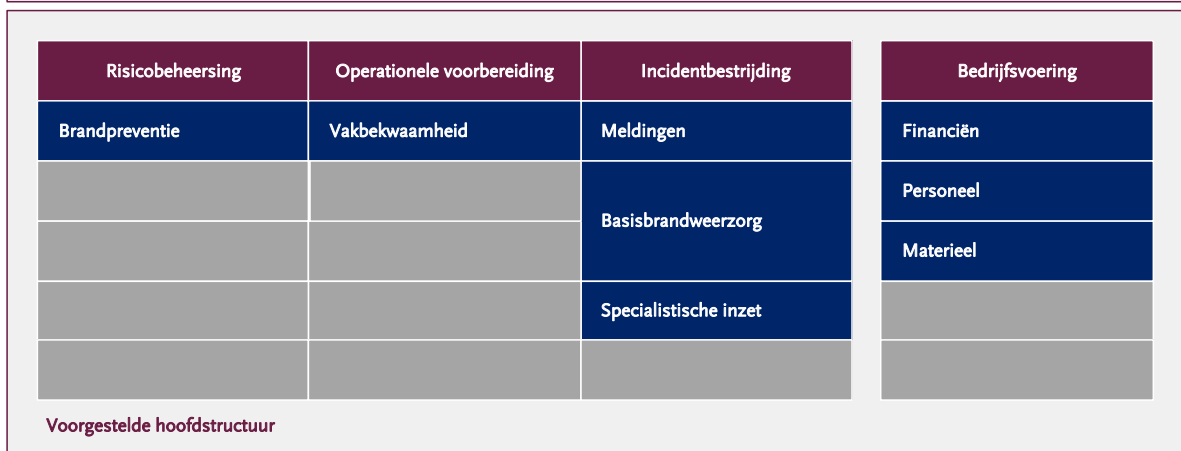 Risicobeheersing
Operationele voorbereiding
Incidentbestrijding
Bedrijfsvoering
Brandpreventie
Vakbekwaamheid
Meldingen
Financiën
Personeel
Basisbrandweerzorg
Materieel
Specialistische inzet
Voorgestelde hoofdstructuur